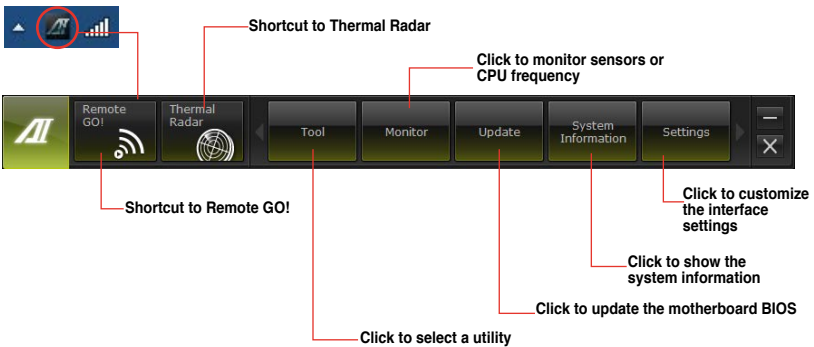 Shortcut to Thermal Radar
Click to monitor sensors or
CPU frequency
Remote
GO!
Thermal
Radar
Tool
Monitor
Update
System
Information
Settings
Shortcut to Remote GO!
Click to customize
the interface
settings
Click to show the
system information
Click to update the motherboard BIOS
Click to select a utility